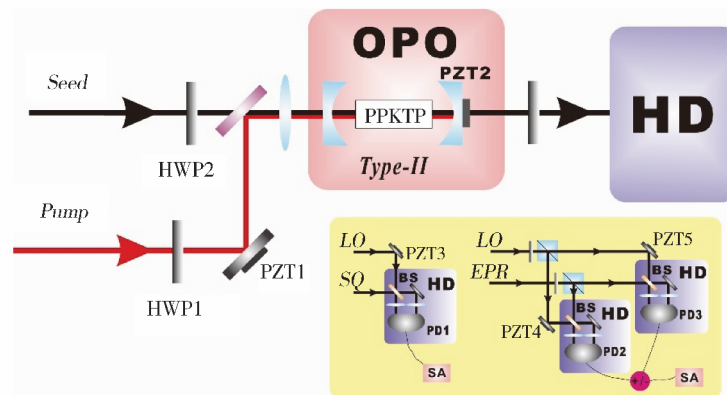 OPO
PZT2
Seed
PPKTP
HD
HWP2
Type-II
Pump
HWP1
PZT1
LO
PZT3
SQ
BS
HD
PD1
SA
LO
PZT5
EPR
BS
HD
PD3
PZT4
BS
HD
PD2
+/-
SA